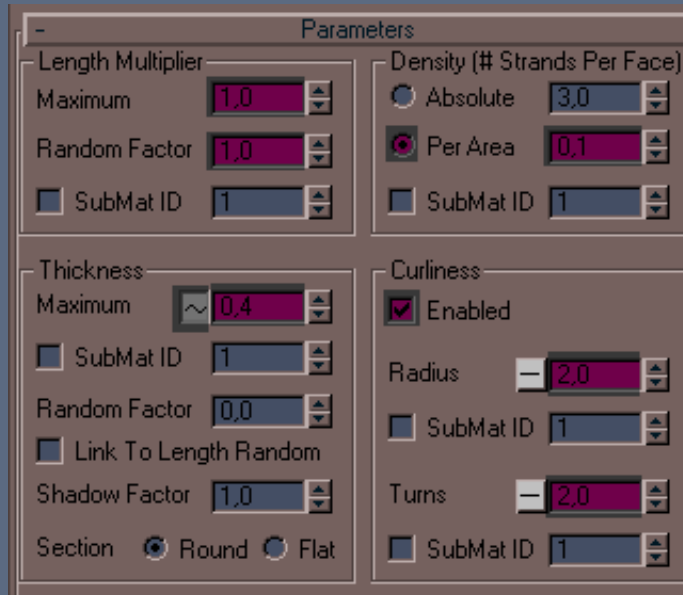 - Parameters
Length Multiplier
Maximum 1,0
Random Factor 1,0
SubMat ID 1
Density (# Strands Per Face)
Absolute 3,0
Per Area 0,1
SubMat ID 1
Thickness
Maximum 0,4
SubMat ID 1
Random Factor 0,0
Link To Length Random
Shadow Factor 1,0
Section Round Flat
Curliness
Enabled
Radius 2,0
SubMat ID 1
Turns 2,0
SubMat ID 1